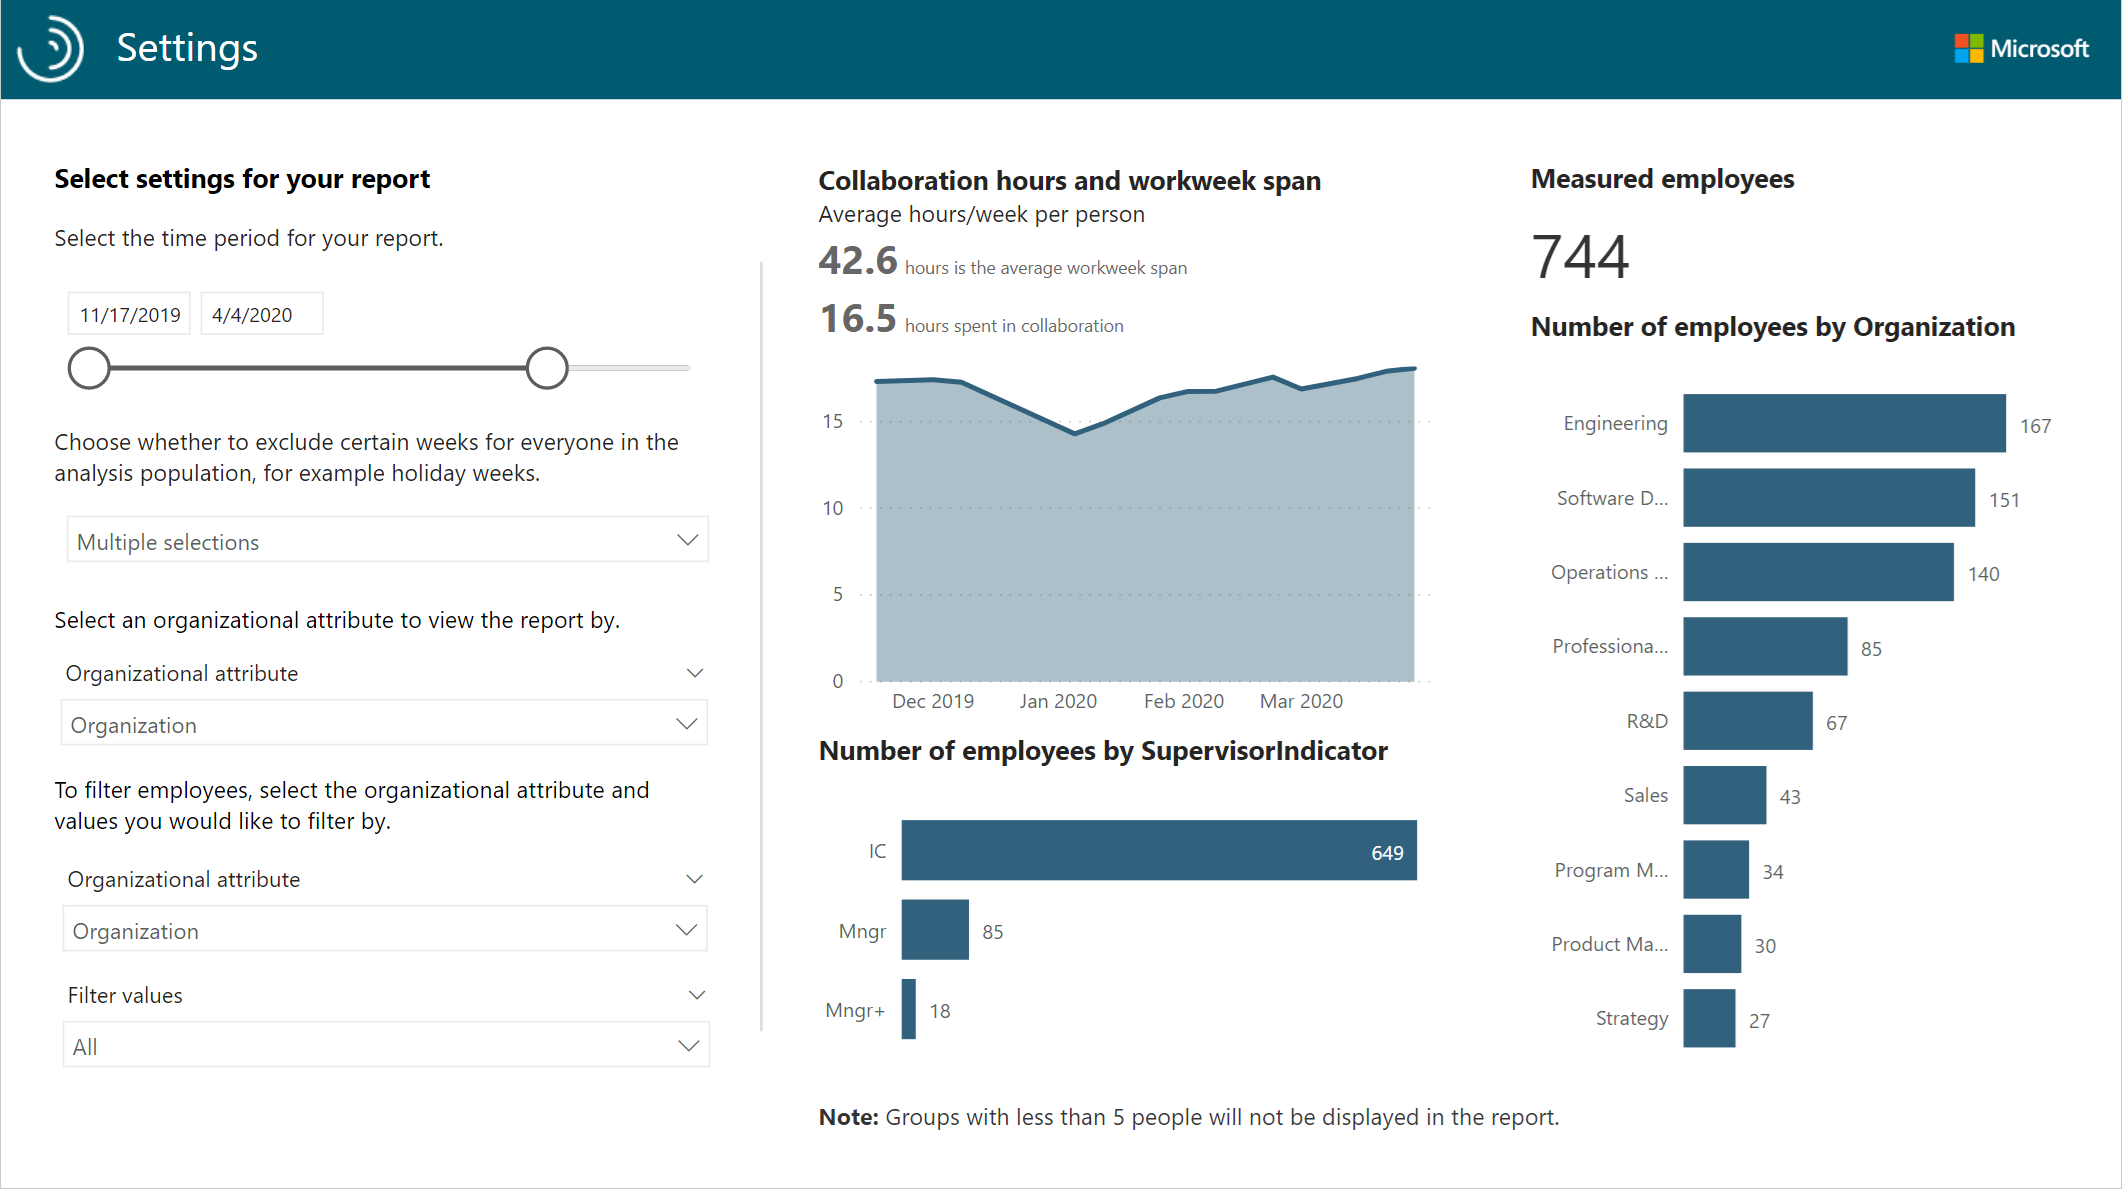 Settings
Microsoft
Select settings for your report
Select the time period for your report.
11/17/2019
4/4/2020
Choose whether to exclude certain weeks for everyone in the
analysis population, for example holiday weeks.
Multiple selections
Select an organizational attribute to view the report by.
Organizational attribute
Organization
To filter employees, select the organizational attribute and
values you would like to filter by.
Organizational attribute
Organization
Filter values
All
Collaboration hours and workweek span
Average hours/week per person
42.6 hours is the average workweek span
16.5 hours spent in collaboration
15
10
5
0
Dec 2019
Jan 2020
Feb 2020
Mar 2020
Number of employees by SupervisorIndicator
IC 649
Mngr 85
Mngr+ 18
Measured employees
744
Number of employees by Organization
Engineering 167
Software D... 151
Operations ... 140
Professiona... 85
R&D 67
Sales 43
Program M... 34
Product Ma... 30
Strategy 27
Note: Groups with less than 5 people will not be displayed in the report.